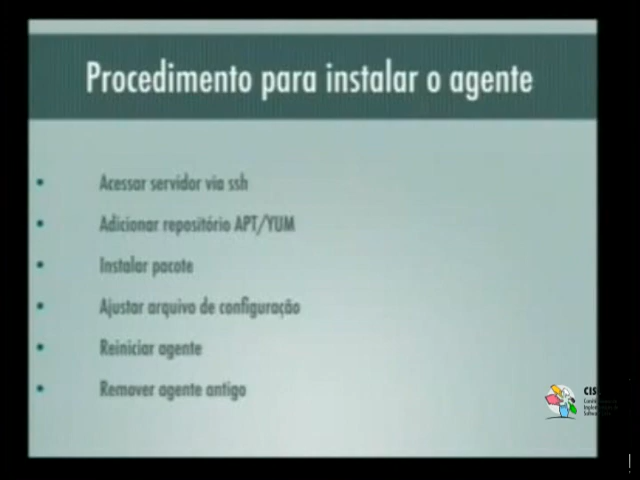 Procedimento para instalar o agente
Acessar servidor via ssh
Adicionar repositório APT/YUM
Instalar pacote
Ajustar arquivo de configuração
Reiniciar agente
Remover agente antigo
CIS